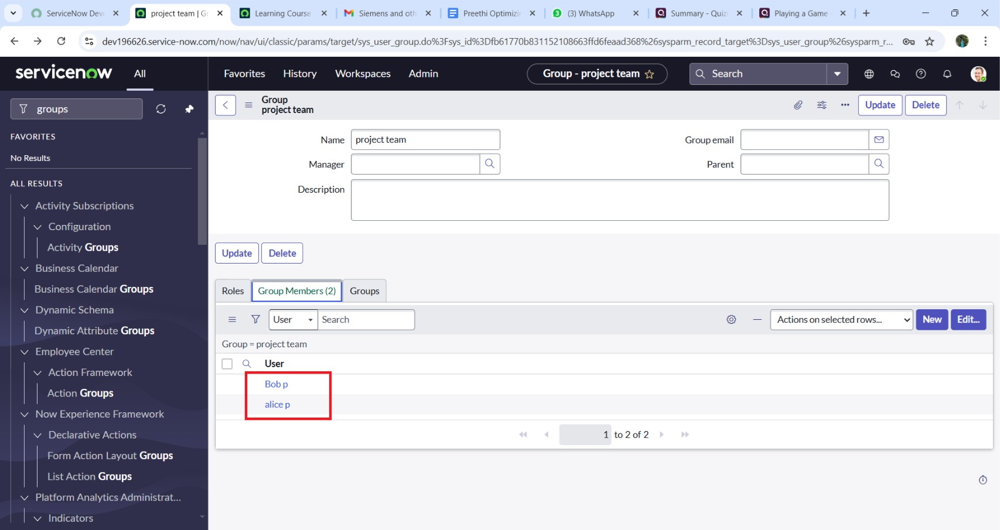 ServiceNow Deve
project team | Gr
Learning Course
Siemens and oth
Preethi Optimizin
(3) WhatsApp
Summary - Quiz
Playing a Game
dev196626.service-now.com/now/nav/ui/classic/params/target/sys_user_group.do%3Fsys_id%3Dfb61770b831152108663ffd6feaad368%26sysparm_record_target%3Dsys_user_group%26sysparm_r...
servicenow
All
Favorites
History
Workspaces
Admin
Group - project team
Search
groups
FAVORITES
No Results
ALL RESULTS
Activity Subscriptions
Configuration
Activity Groups
Business Calendar
Business Calendar Groups
Dynamic Schema
Dynamic Attribute Groups
Employee Center
Action Framework
Action Groups
Now Experience Framework
Declarative Actions
Form Action Layout Groups
List Action Groups
Platform Analytics Administrat...
Indicators
Group
project team
Update
Delete
Name
project team
Group email
Manager
Parent
Description
Update
Delete
Roles
Group Members (2)
Groups
User
Search
Actions on selected rows...
New
Edit...
Group = project team
User
Bob p
alice p
1 to 2 of 2